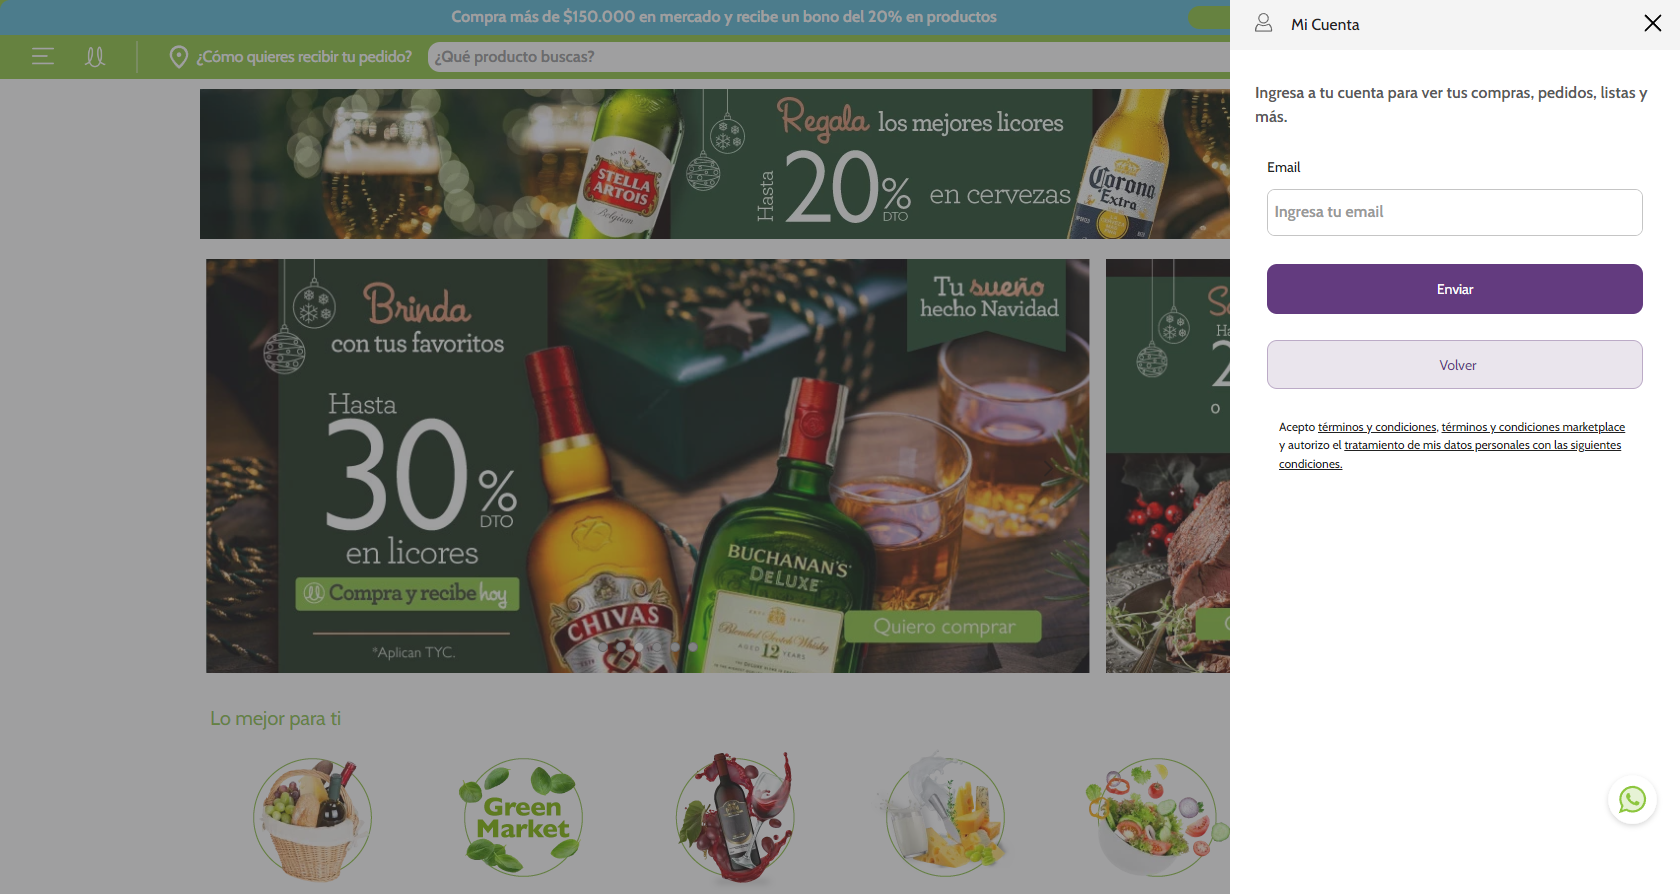 Compra más de $150.000 en mercado y recibe un bono del 20% en productos
¿Cómo quieres recibir tu pedido?
¿Qué producto buscas?
Regala los mejores licores
Hasta 20% DTO en cervezas
STELLA ARTOIS
Belgium
Corona
Extra
Brinda
con tus favoritos
Hasta
30% DTO
en licores
Compra y recibe hoy
*Aplican TYC.
Tu sueño
hecho Navidad
CHIVAS
BUCHANAN'S
DELUXE
Blended Scotch Whisky
AGED 12 YEARS
Quiero comprar
Lo mejor para ti
Green
Market
Mi Cuenta
Ingresa a tu cuenta para ver tus compras, pedidos, listas y
más.
Email
Ingresa tu email
Enviar
Volver
Acepto términos y condiciones, términos y condiciones marketplace
y autorizo el tratamiento de mis datos personales con las siguientes
condiciones.